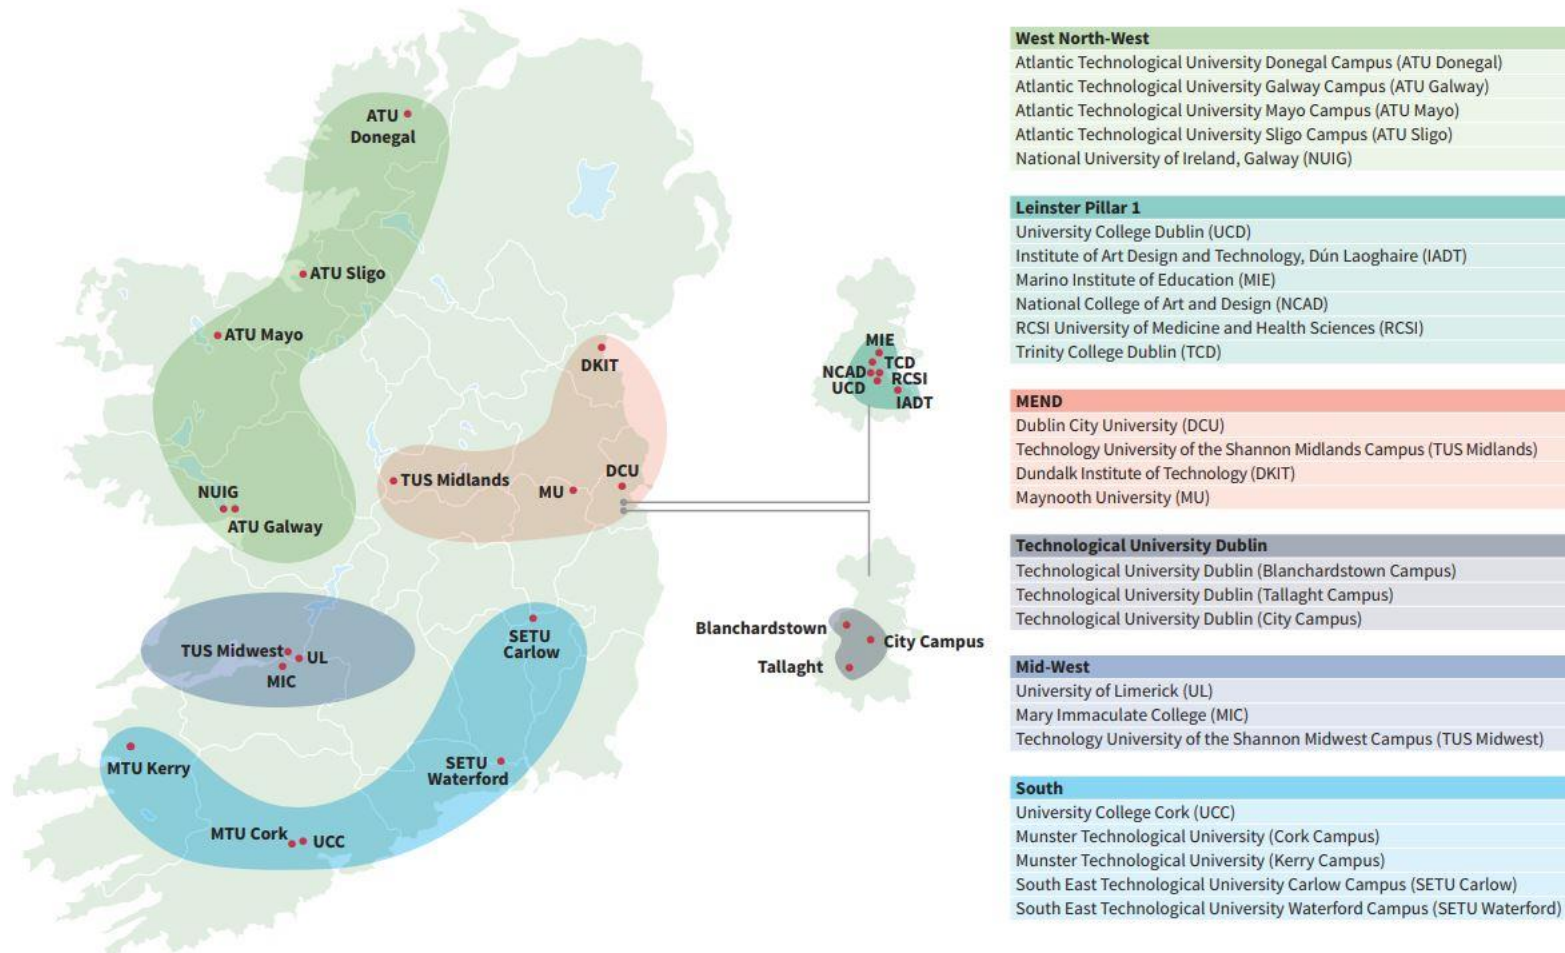 ATU
Donegal
ATU Sligo
ATU Mayo
NUIG
ATU Galway
DKIT
TUS Midlands
MU
DCU
TUS Midwest
UL
MIC
SETU
Carlow
MTU Kerry
SETU
Waterford
MTU Cork
UCC
MIE
TCD
NCAD
RCSI
UCD
IADT
Blanchardstown
City Campus
Tallaght
West North-West
Atlantic Technological University Donegal Campus (ATU Donegal)
Atlantic Technological University Galway Campus (ATU Galway)
Atlantic Technological University Mayo Campus (ATU Mayo)
Atlantic Technological University Sligo Campus (ATU Sligo)
National University of Ireland, Galway (NUIG)
Leinster Pillar 1
University College Dublin (UCD)
Institute of Art Design and Technology, Dún Laoghaire (IADT)
Marino Institute of Education (MIE)
National College of Art and Design (NCAD)
RCSI University of Medicine and Health Sciences (RCSI)
Trinity College Dublin (TCD)
MEND
Dublin City University (DCU)
Technology University of the Shannon Midlands Campus (TUS Midlands)
Dundalk Institute of Technology (DKIT)
Maynooth University (MU)
Technological University Dublin
Technological University Dublin (Blanchardstown Campus)
Technological University Dublin (Tallaght Campus)
Technological University Dublin (City Campus)
Mid-West
University of Limerick (UL)
Mary Immaculate College (MIC)
Technology University of the Shannon Midwest Campus (TUS Midwest)
South
University College Cork (UCC)
Munster Technological University (Cork Campus)
Munster Technological University (Kerry Campus)
South East Technological University Carlow Campus (SETU Carlow)
South East Technological University Waterford Campus (SETU Waterford)